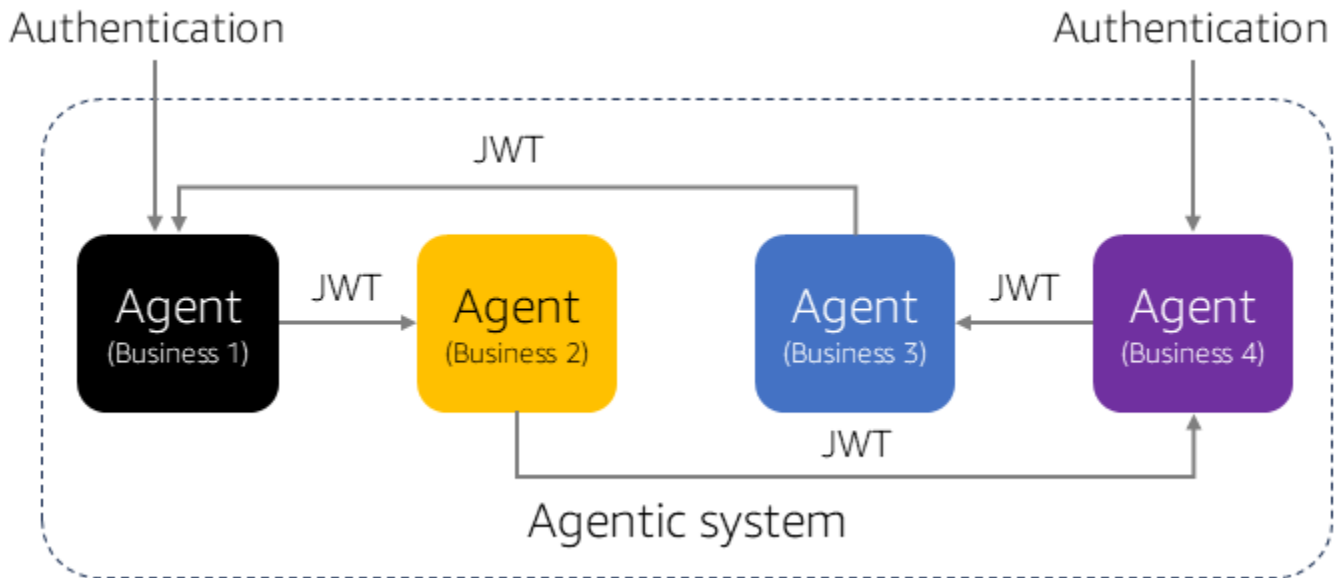 Authentication
Authentication
JWT
JWT
JWT
Agent
(Business 1)
Agent
(Business 2)
Agent
(Business 3)
Agent
(Business 4)
JWT
Agentic system